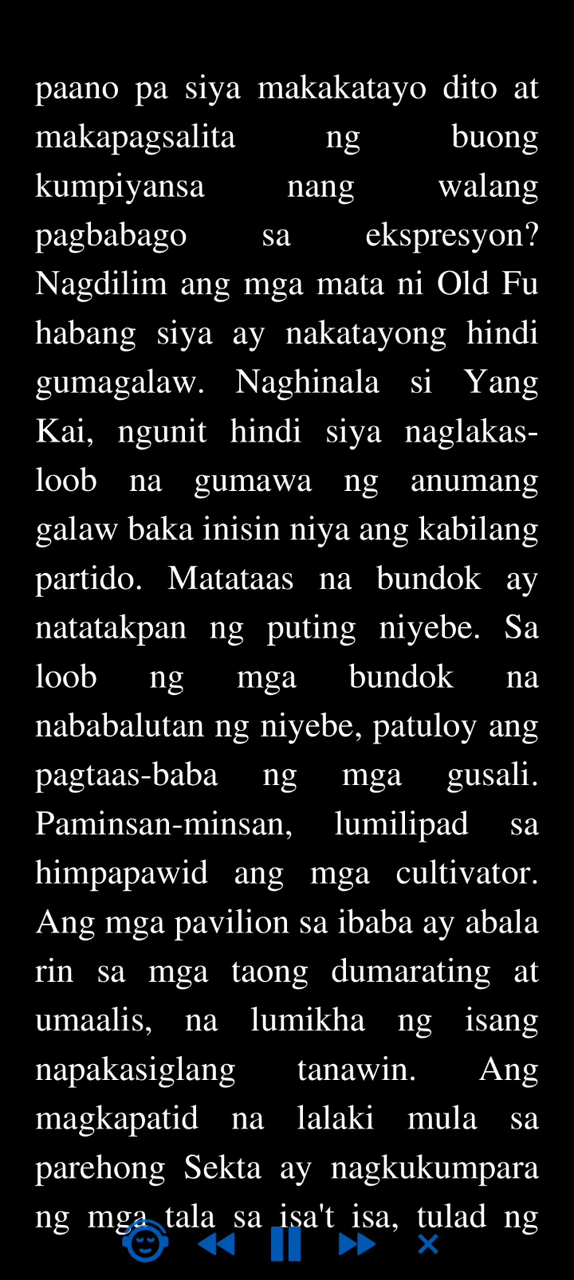 paano pa siya makakatayo dito at
makapagsalita ng buong
kumpiyansa nang walang
pagbabago sa ekspresyon?
Nagdilim ang mga mata ni Old Fu
habang siya ay nakatayong hindi
gumagalaw. Naghinala si Yang
Kai, ngunit hindi siya naglakas-
loob na gumawa ng anumang
galaw baka inisin niya ang kabilang
partido. Matataas na bundok ay
natatakpan ng puting niyebe. Sa
loob ng mga bundok na
nababalutan ng niyebe, patuloy ang
pagtaas-baba ng mga gusali.
Paminsan-minsan, lumilipad sa
himpapawid ang mga cultivator.
Ang mga pavilion sa ibaba ay abala
rin sa mga taong dumarating at
umaalis, na lumikha ng isang
napakasiglang tanawin. Ang
magkapatid na lalaki mula sa
parehong Sekta ay nagkukumpara
ng mga tala sa isa't isa, tulad ng